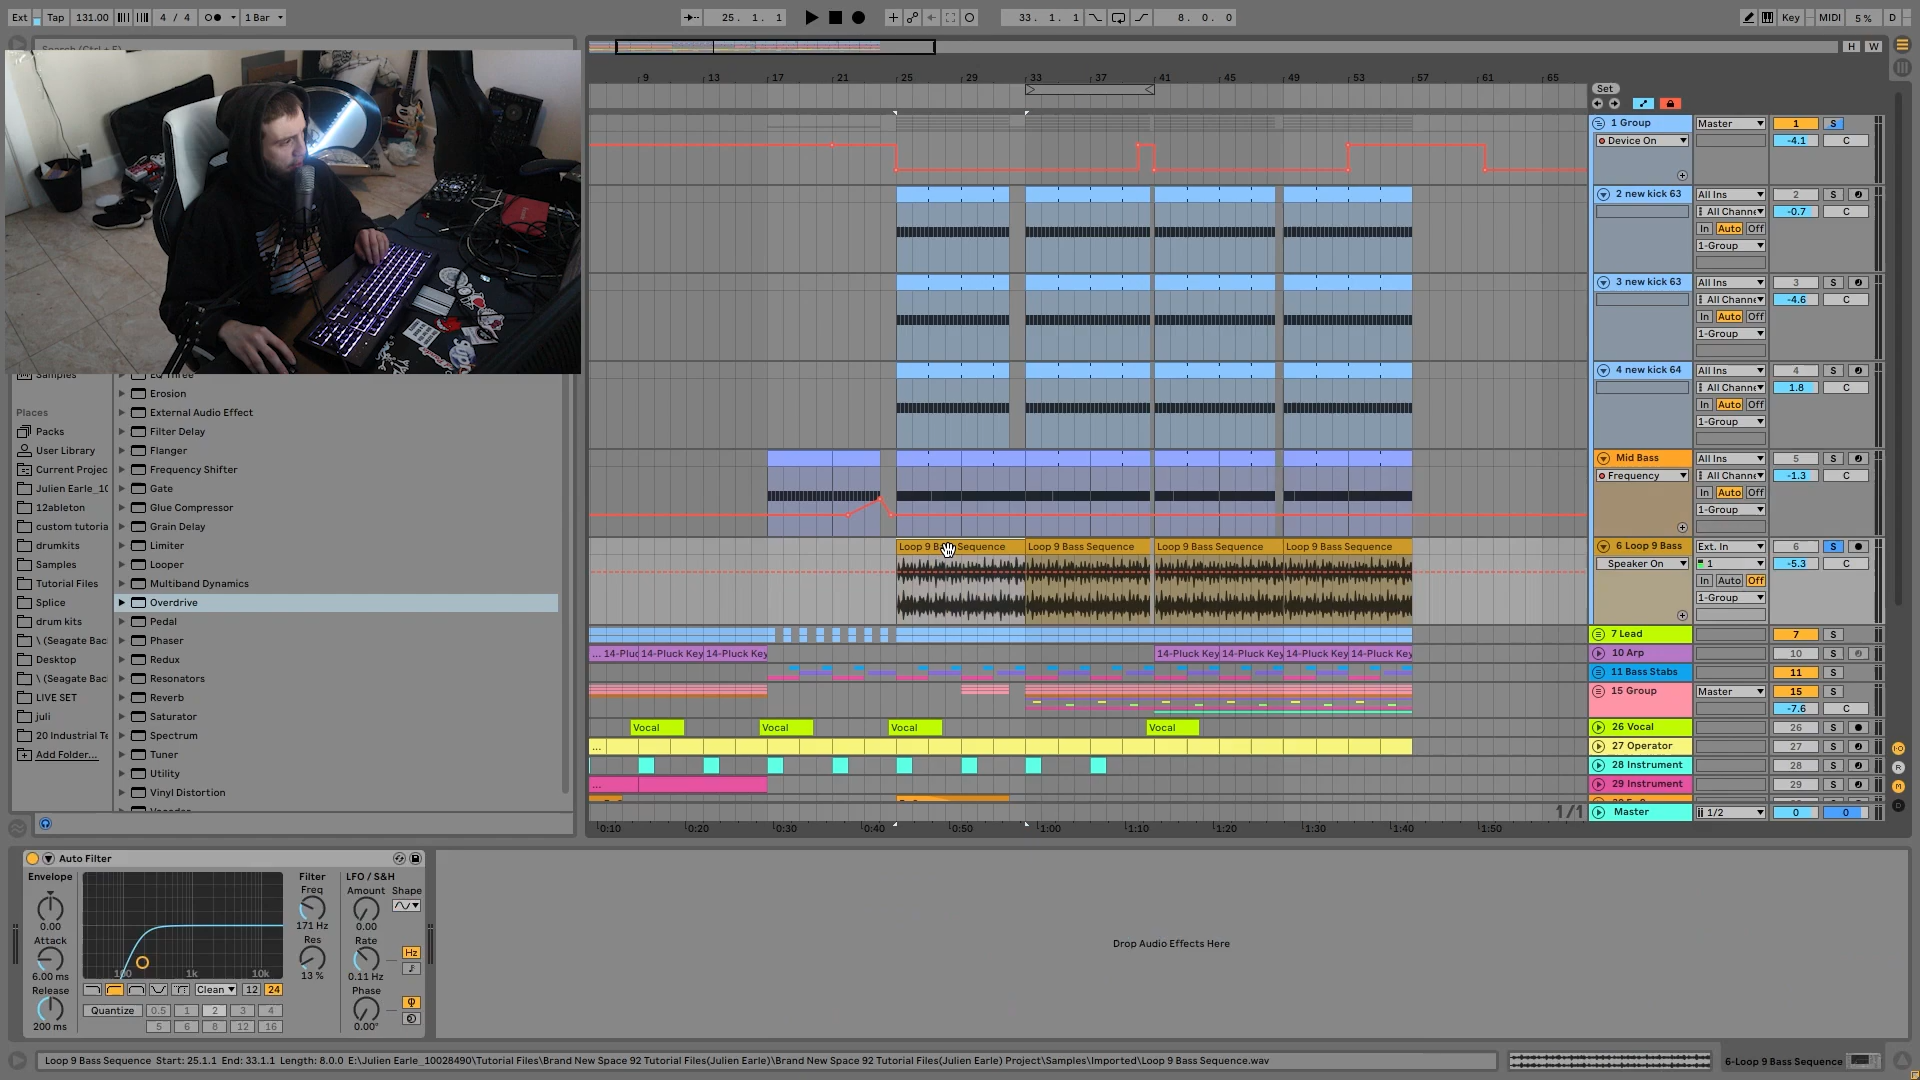 Ext Tap 131.00 4 / 4 1 Bar 25. 1. 1 33. 1. 1 8. 0. 0 Key MIDI 5 % D
Search (Ctrl + F)
H W
9 13 17 21 25 29 33 37 41 45 49 53 57 61 65
Set
1 Group Master 1 S
Device On -4.1 C
2 new kick 63 All Ins 2 S
All Channe -0.7 C
In Auto Off
1-Group
3 new kick 63 All Ins 3 S
All Channe -4.6 C
In Auto Off
1-Group
4 new kick 64 All Ins 4 S
All Channe 1.8 C
In Auto Off
1-Group
Mid Bass All Ins 5 S
Frequency All Channe -1.3 C
In Auto Off
1-Group
Loop 9 Bass Sequence Loop 9 Bass Sequence Loop 9 Bass Sequence Loop 9 Bass Sequence
6 Loop 9 Bass Ext. In 6 S
Speaker On 1 -5.3 C
In Auto Off
1-Group
7 Lead 7 S
... 14-Pluc 14-Pluck Key 14-Pluck Key 14-Pluck Key 14-Pluck Key 14-Pluck Key 14-Pluck Key
10 Arp 10 S
11 Bass Stabs 11 S
15 Group Master 15 S
-7.6 C
Vocal Vocal Vocal Vocal
26 Vocal 26 S
... 27 Operator 27 S
28 Instrument 28 S
... 29 Instrument 29 S
1/1 Master 1/2 0 0
0:10 0:20 0:30 0:40 0:50 1:00 1:10 1:20 1:30 1:40 1:50
Samples
Places
Packs
User Library
Current Projec
Julien Earle_10
12ableton
custom tutoria
drumkits
Samples
Tutorial Files
Splice
drum kits
\ (Seagate Bac
Desktop
\ (Seagate Bac
LIVE SET
juli
20 Industrial Te
Add Folder...
EQ Three
Erosion
External Audio Effect
Filter Delay
Flanger
Frequency Shifter
Gate
Glue Compressor
Grain Delay
Limiter
Looper
Multiband Dynamics
Overdrive
Pedal
Phaser
Redux
Resonators
Reverb
Saturator
Spectrum
Tuner
Utility
Vinyl Distortion
Vocoder
Auto Filter
Envelope
0.00
Attack
6.00 ms
Release
200 ms
100 1k 10k
Clean 12 24
Quantize 0.5 1 2 3 4
5 6 8 12 16
Filter
Freq
171 Hz
Res
13 %
LFO / S&H
Amount Shape
0.00
Rate
Hz
0.11 Hz
Phase
0.00°
Drop Audio Effects Here
Loop 9 Bass Sequence Start: 25.1.1 End: 33.1.1 Length: 8.0.0 E:\Julien Earle_10028490\Tutorial Files\Brand New Space 92 Tutorial Files(Julien Earle)\Brand New Space 92 Tutorial Files(Julien Earle) Project\Samples\Imported\Loop 9 Bass Sequence.wav
6-Loop 9 Bass Sequence